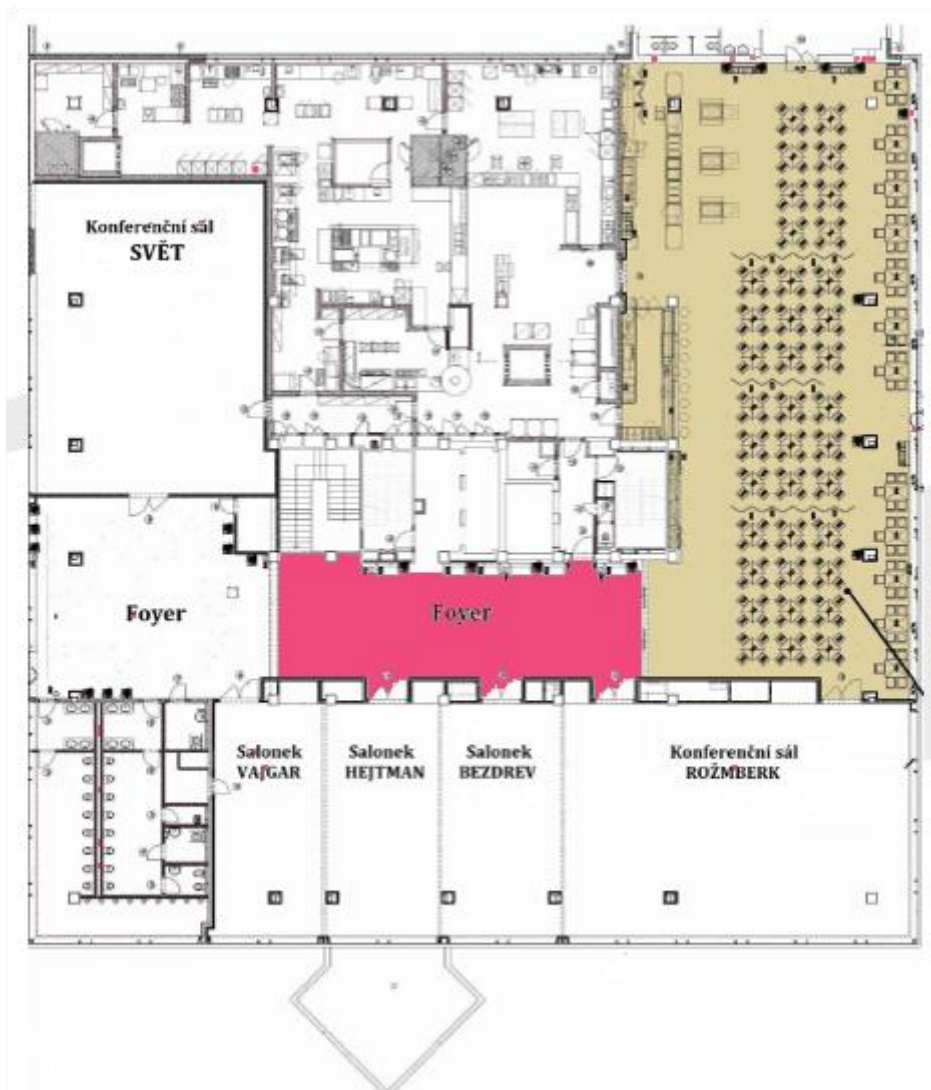 Konferenční sál
SVĚT
Foyer
Foyer
Salonek
VAJGAR
Salonek
HEJTMAN
Salonek
BEZDREV
Konferenční sál
ROŽMBERK